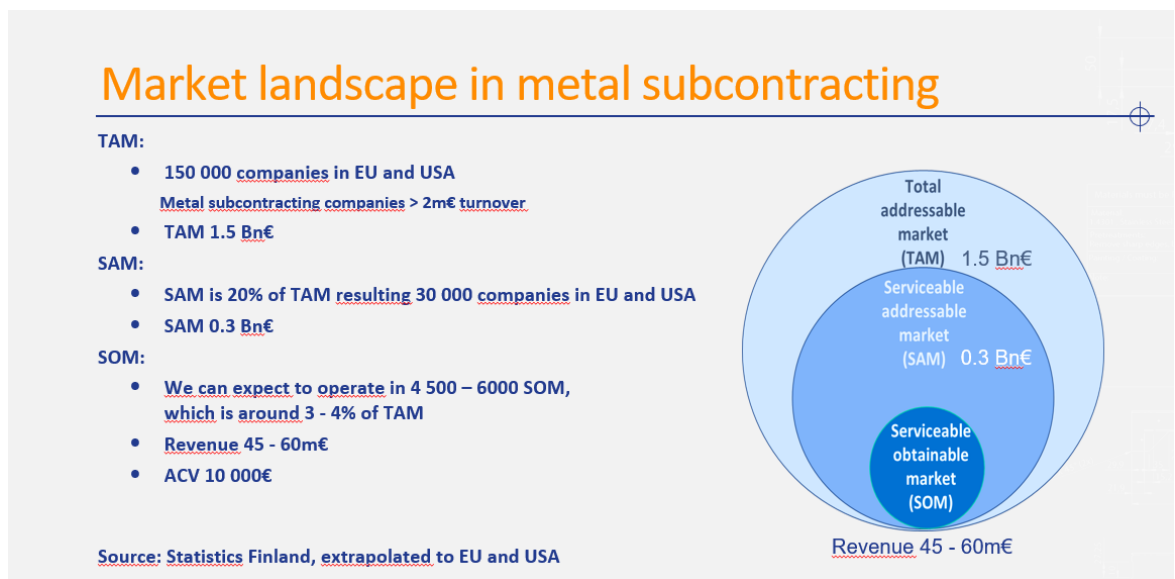 Market landscape in metal subcontracting
TAM:
• 150 000 companies in EU and USA
Metal subcontracting companies > 2m€ turnover
• TAM 1.5 Bn€
SAM:
• SAM is 20% of TAM resulting 30 000 companies in EU and USA
• SAM 0.3 Bn€
SOM:
• We can expect to operate in 4 500 – 6000 SOM,
which is around 3 - 4% of TAM
• Revenue 45 - 60m€
• ACV 10 000€
Source: Statistics Finland, extrapolated to EU and USA
Total
addressable
market
(TAM) 1.5 Bn€
Serviceable
addressable
market
(SAM) 0.3 Bn€
Serviceable
obtainable
market
(SOM)
Revenue 45 - 60m€